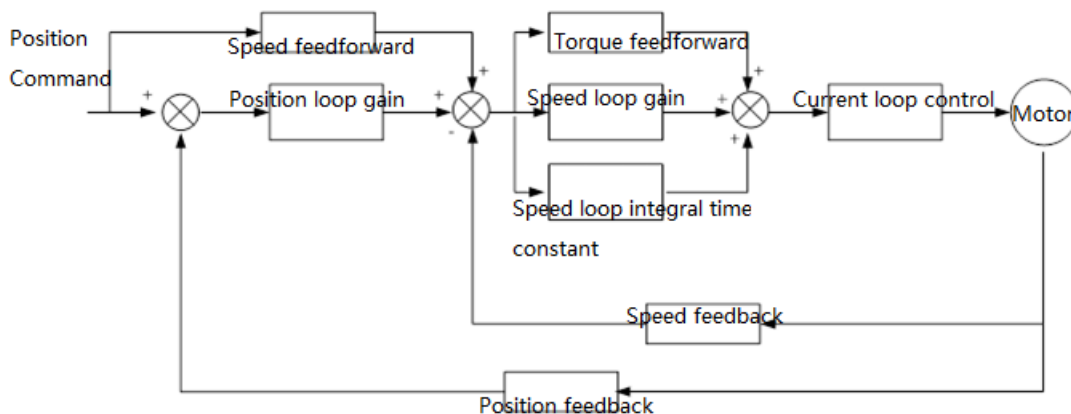 Position
Command
Speed feedforward
Torque feedforward
+
+
+
Position loop gain
+
-
Speed loop gain
+
+
Current loop control
Motor
Speed loop integral time
constant
Speed feedback
Position feedback